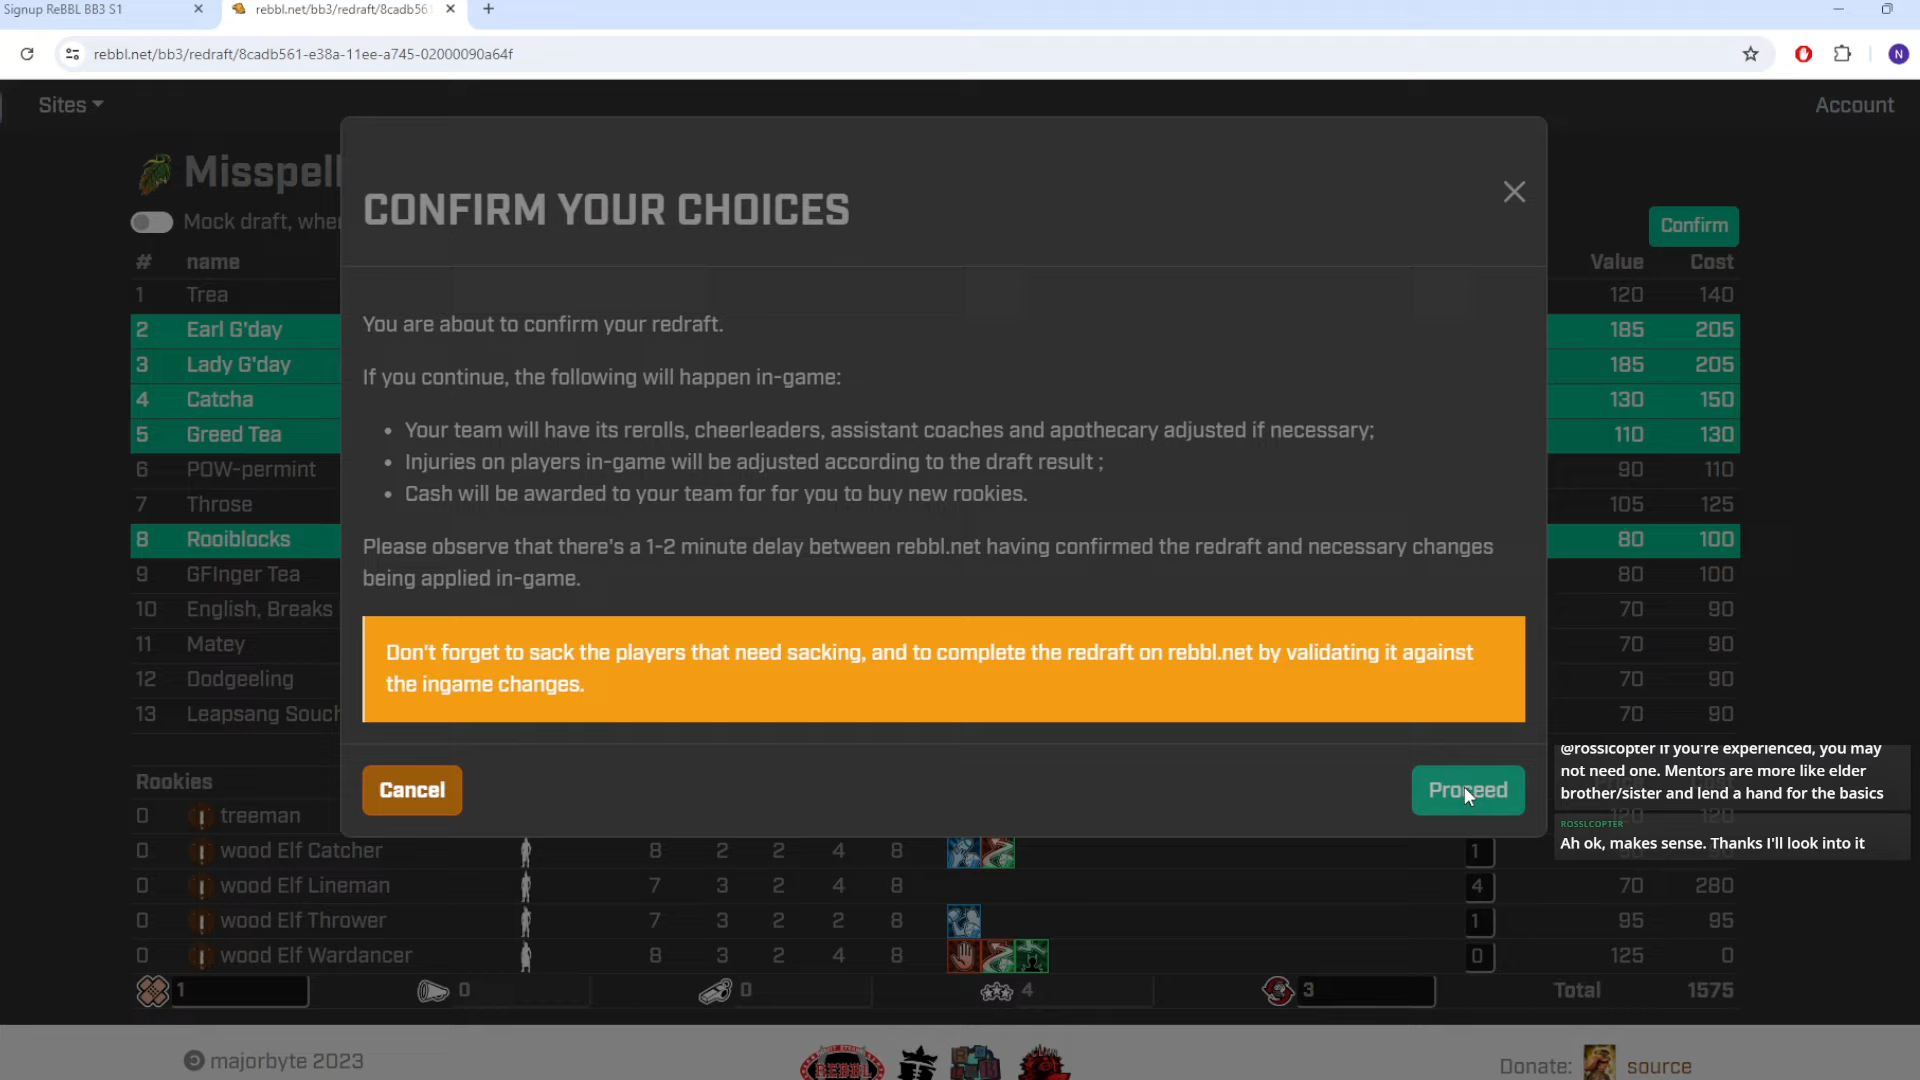 Signup ReBBL BB3 S1
rebbl.net/bb3/redraft/8cadb561
rebbl.net/bb3/redraft/8cadb561-e38a-11ee-a745-02000090a64f
N
Sites
Account
Misspell
Mock draft, wher
Confirm
# name Value Cost
1 Trea 120 140
2 Earl G'day 185 205
3 Lady G'day 185 205
4 Catcha 130 150
5 Greed Tea 110 130
6 POW-permint 90 110
7 Throse 105 125
8 Rooiblocks 80 100
9 GFInger Tea 80 100
10 English, Breaks 70 90
11 Matey 70 90
12 Dodgeeling 70 90
13 Leapsang Souch 70 90
CONFIRM YOUR CHOICES
You are about to confirm your redraft.
If you continue, the following will happen in-game:
• Your team will have its rerolls, cheerleaders, assistant coaches and apothecary adjusted if necessary;
• Injuries on players in-game will be adjusted according to the draft result ;
• Cash will be awarded to your team for for you to buy new rookies.
Please observe that there's a 1-2 minute delay between rebbl.net having confirmed the redraft and necessary changes
being applied in-game.
Don't forget to sack the players that need sacking, and to complete the redraft on rebbl.net by validating it against
the ingame changes.
Cancel
Proceed
@rosslcopter If you're experienced, you may
not need one. Mentors are more like elder
brother/sister and lend a hand for the basics
ROSSLCOPTER
Ah ok, makes sense. Thanks I'll look into it
Rookies
0 treeman 120 120
0 wood Elf Catcher 8 2 2 4 8 1
0 wood Elf Lineman 7 3 2 4 8 4 70 280
0 wood Elf Thrower 7 3 2 2 8 1 95 95
0 wood Elf Wardancer 8 3 2 4 8 0 125 0
1 0 0 4 3 Total 1575
majorbyte 2023
REBBL
Donate:
source